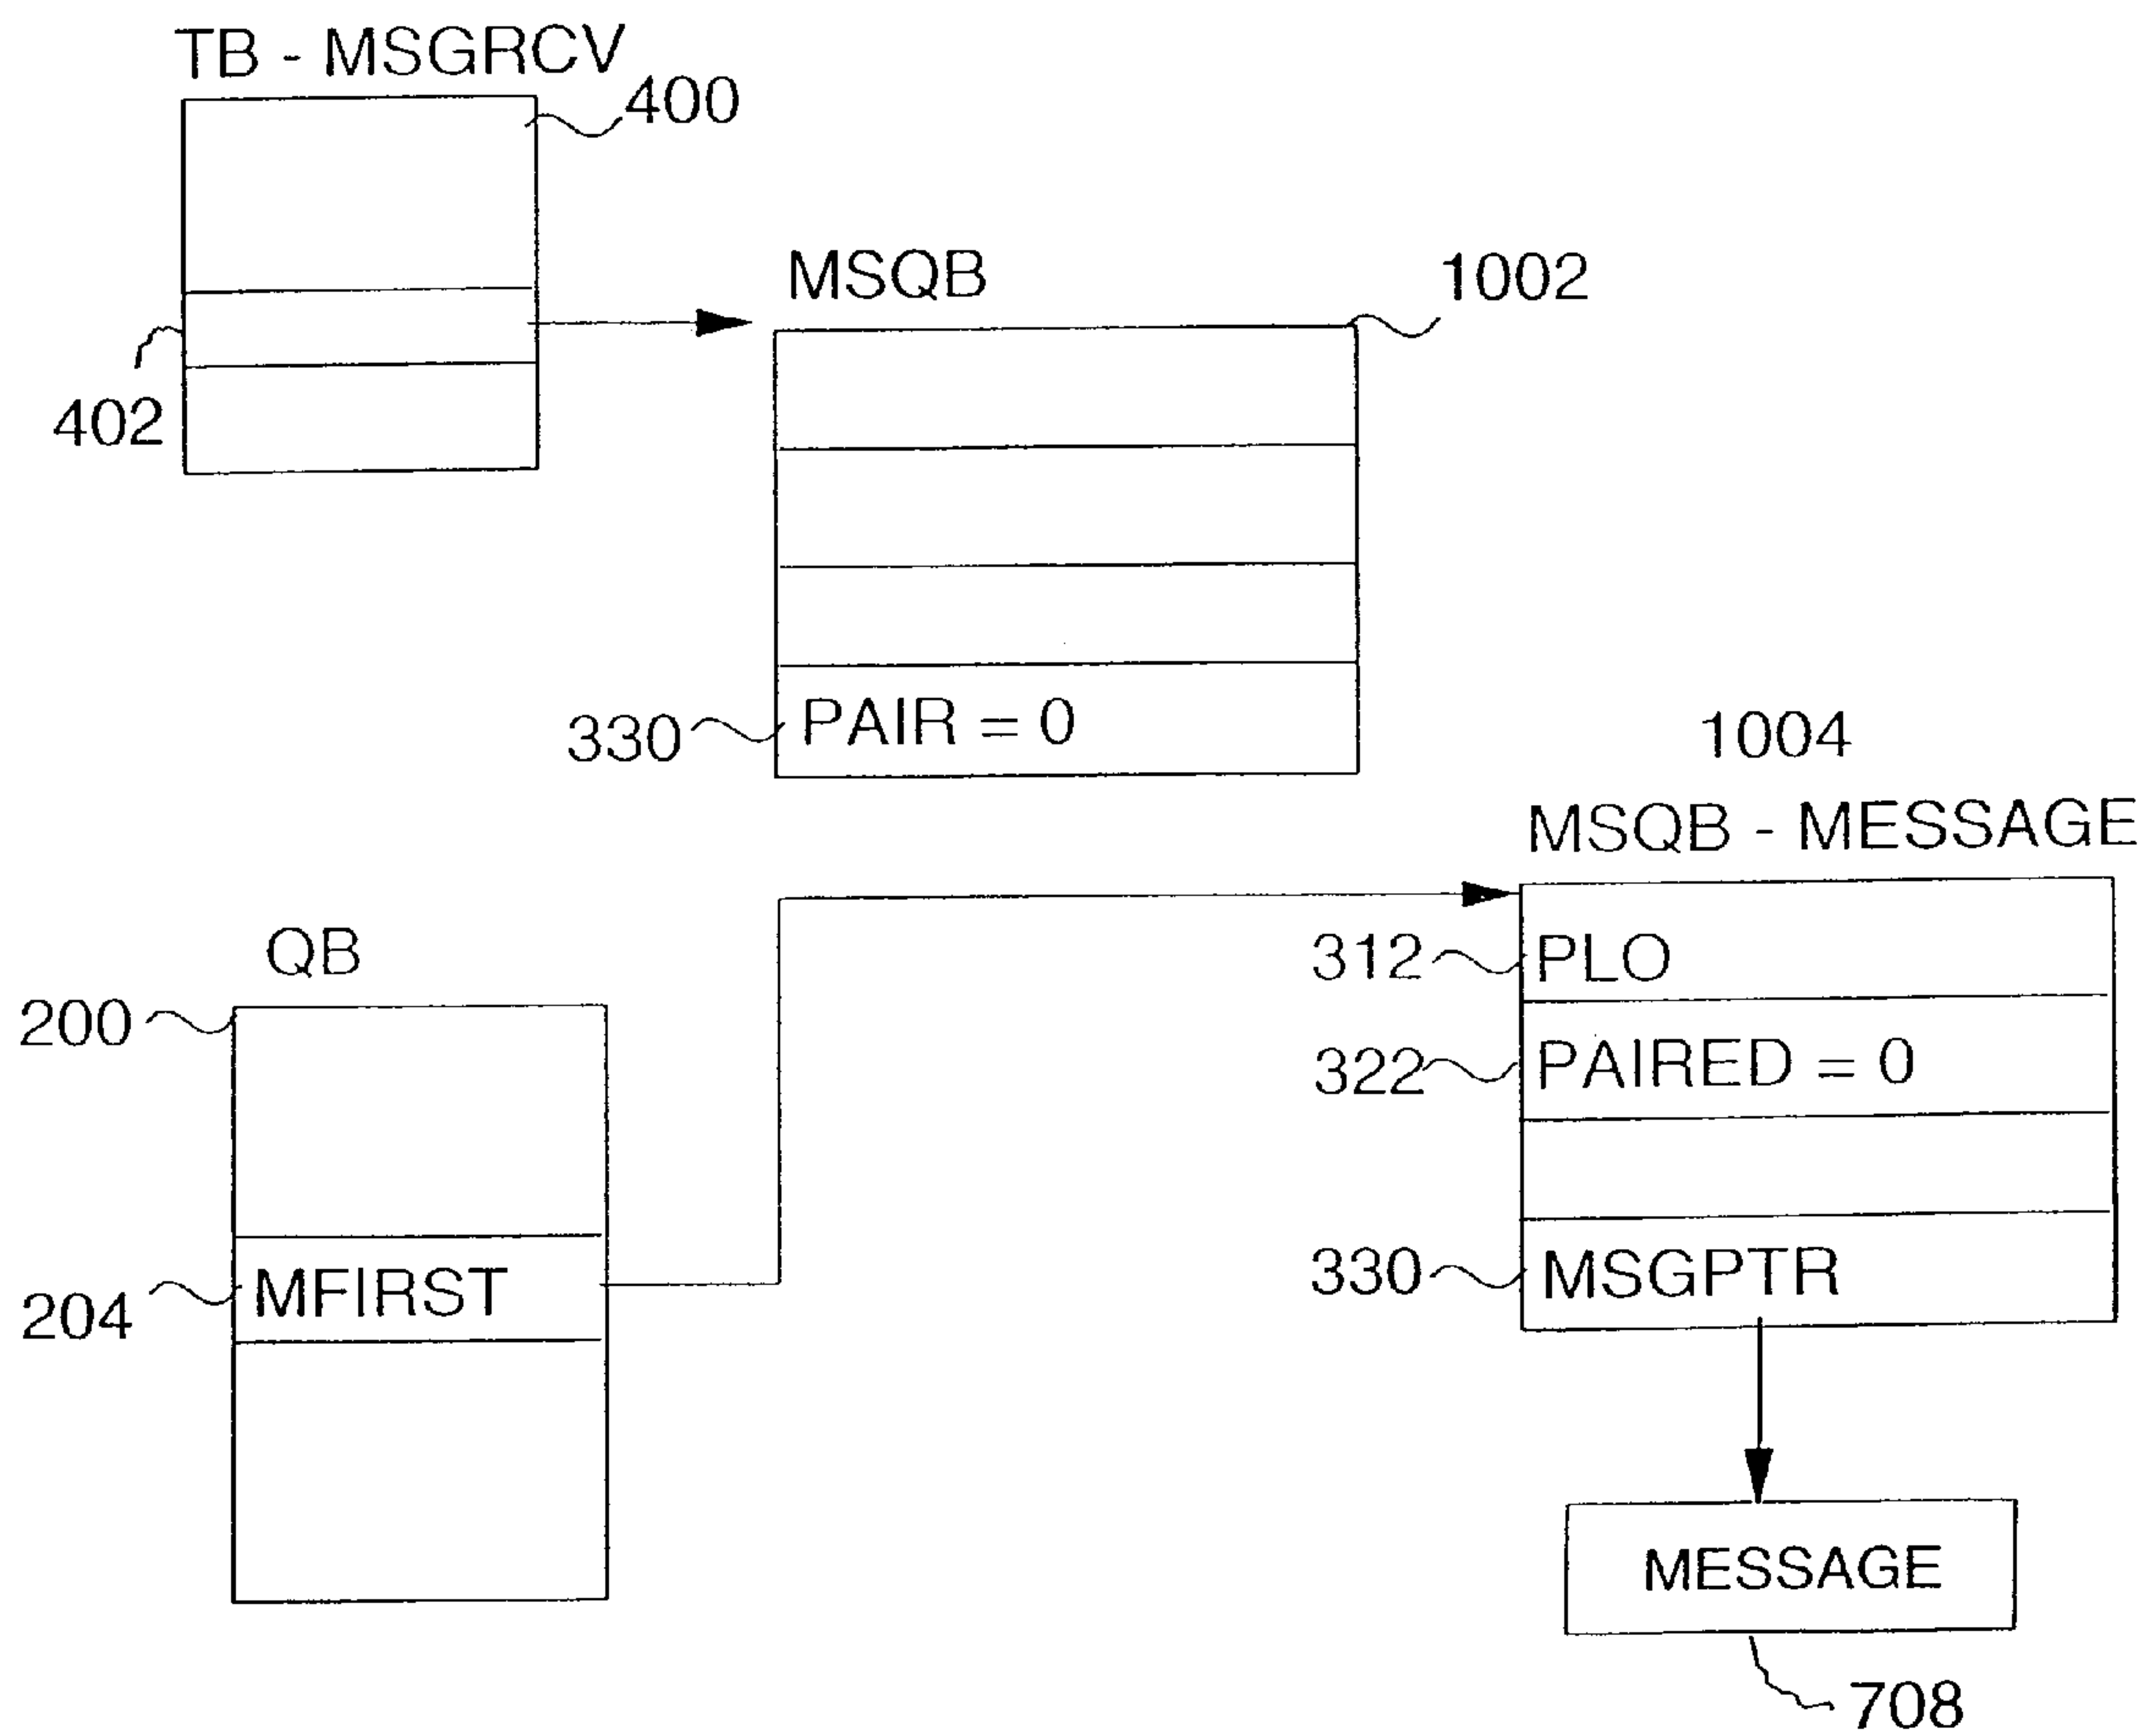 TB - MSGRCV
400
402
MSQB
1002
330
PAIR = 0
1004
MSQB - MESSAGE
312
PLO
322
PAIRED = 0
330
MSGPTR
QB
200
204
MFIRST
MESSAGE
708